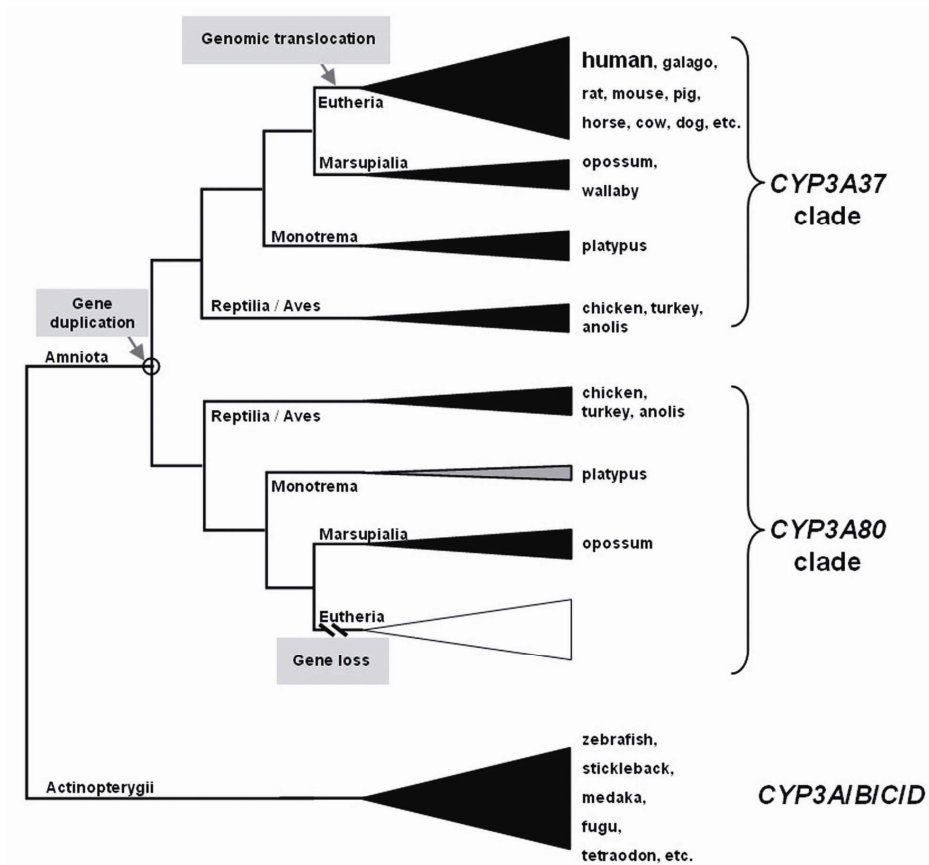 Genomic translocation
human, galago,
rat, mouse, pig,
horse, cow, dog, etc.
Eutheria
Marsupialia
opossum,
wallaby
CYP3A37
clade
Monotrema
platypus
Reptilia / Aves
chicken, turkey,
anolis
Gene
duplication
Amniota
Reptilia / Aves
chicken,
turkey, anolis
Monotrema
platypus
Marsupialia
opossum
CYP3A80
clade
Eutheria
Gene loss
Actinopterygii
zebrafish,
stickleback,
medaka,
fugu,
tetraodon, etc.
CYP3A/B/C/D